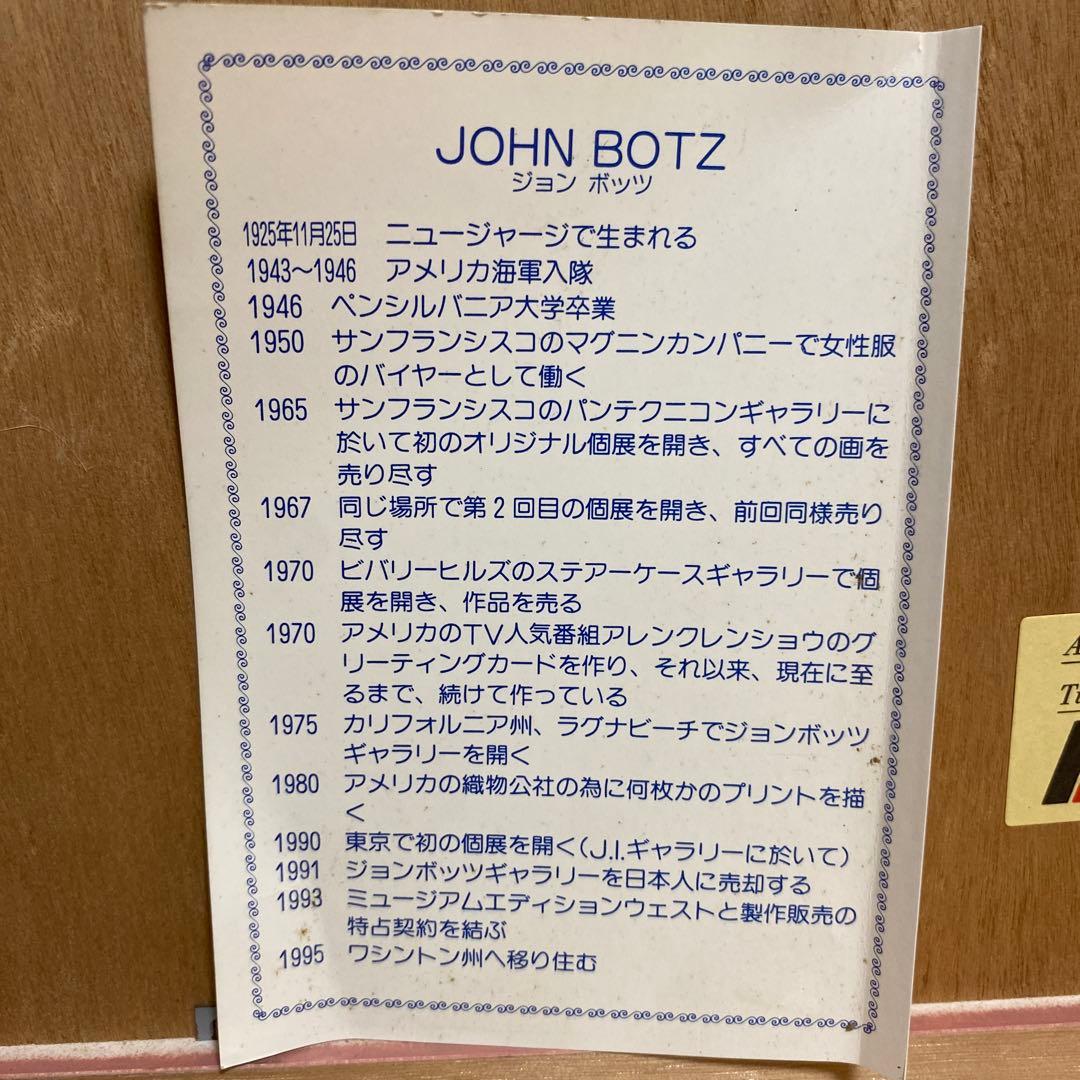 JOHN BOTZ
ジョン ボッツ
1925年11月25日 ニュージャージで生まれる
1943～1946 アメリカ海軍入隊
1946 ペンシルバニア大学卒業
1950 サンフランシスコのマグニンカンパニーで女性服
のバイヤーとして働く
1965 サンフランシスコのパンテクニコンギャラリーに
於いて初のオリジナル個展を開き、すべての画を
売り尽す
1967 同じ場所で第2回目の個展を開き、前回同様売り
尽す
1970 ビバリーヒルズのステアーケースギャラリーで個
展を開き、作品を売る
1970 アメリカのTV人気番組アレンクレンショウのグ
リーティングカードを作り、それ以来、現在に至
るまで、続けて作っている
1975 カリフォルニア州、ラグナビーチでジョンボッツ
ギャラリーを開く
1980 アメリカの織物公社の為に何枚かのプリントを描
く
1990 東京で初の個展を開く(J.I.ギャラリーに於いて)
1991 ジョンボッツギャラリーを日本人に売却する
1993 ミュージアムエディションウェストと製作販売の
特占契約を結ぶ
1995 ワシントン州へ移り住む